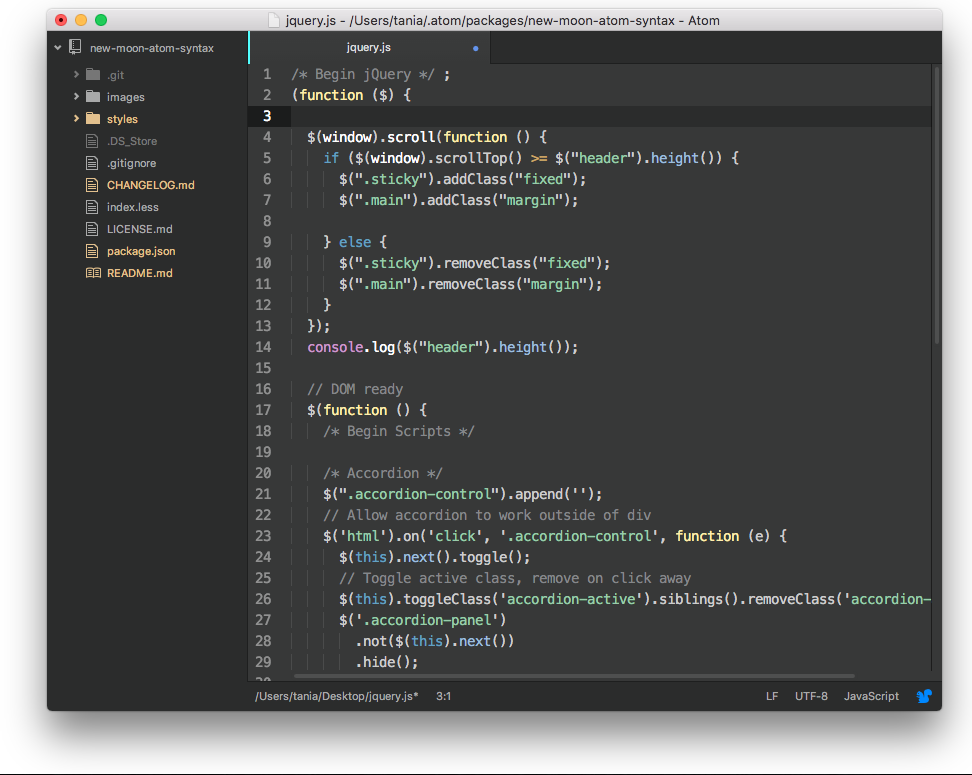 jquery.js - /Users/tania/.atom/packages/new-moon-atom-syntax - Atom
new-moon-atom-syntax
.git
images
styles
.DS_Store
.gitignore
CHANGELOG.md
index.less
LICENSE.md
package.json
README.md
jquery.js
1 /* Begin jQuery */ ;
2 (function ($) {
3
4 $(window).scroll(function () {
5 if ($(window).scrollTop() >= $("header").height()) {
6 $(".sticky").addClass("fixed");
7 $(".main").addClass("margin");
8
9 } else {
10 $(".sticky").removeClass("fixed");
11 $(".main").removeClass("margin");
12 }
13 });
14 console.log($("header").height());
15
16 // DOM ready
17 $(function () {
18 /* Begin Scripts */
19
20 /* Accordion */
21 $(".accordion-control").append('');
22 // Allow accordion to work outside of div
23 $('html').on('click', '.accordion-control', function (e) {
24 $(this).next().toggle();
25 // Toggle active class, remove on click away
26 $(this).toggleClass('accordion-active').siblings().removeClass('accordion-
27 $('.accordion-panel')
28 .not($(this).next())
29 .hide();
/Users/tania/Desktop/jquery.js* 3:1 LF UTF-8 JavaScript